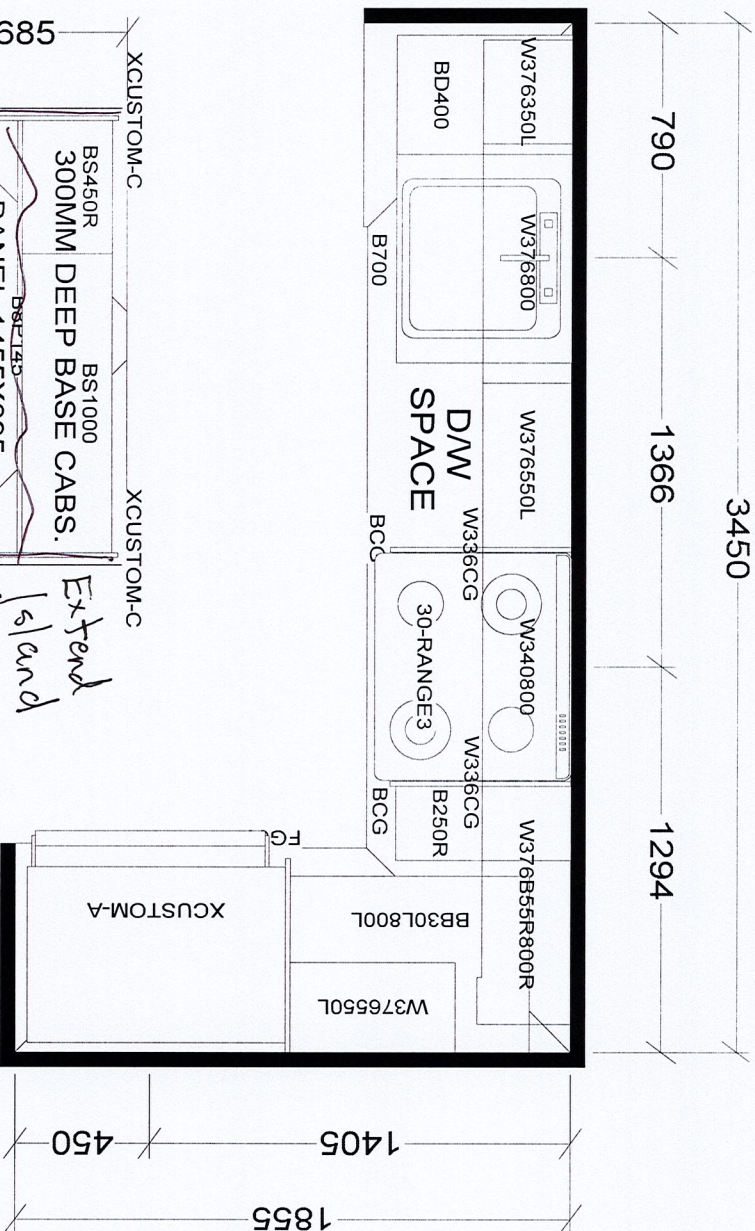 3450
790
1366
1294
W376350L
W376800
W376550L
W336CG
W340800
W336CG
W376B55R800R
BD400
B700
D/W
SPACE
BCG
30-RANGE3
B250R
BCG
BB30L800L
W376550L
XCUSTOM-A
1405
450
1855
685
XCUSTOM-C
XCUSTOM-C
BS450R
BS1000
300MM DEEP BASE CABS.
Extend
Island